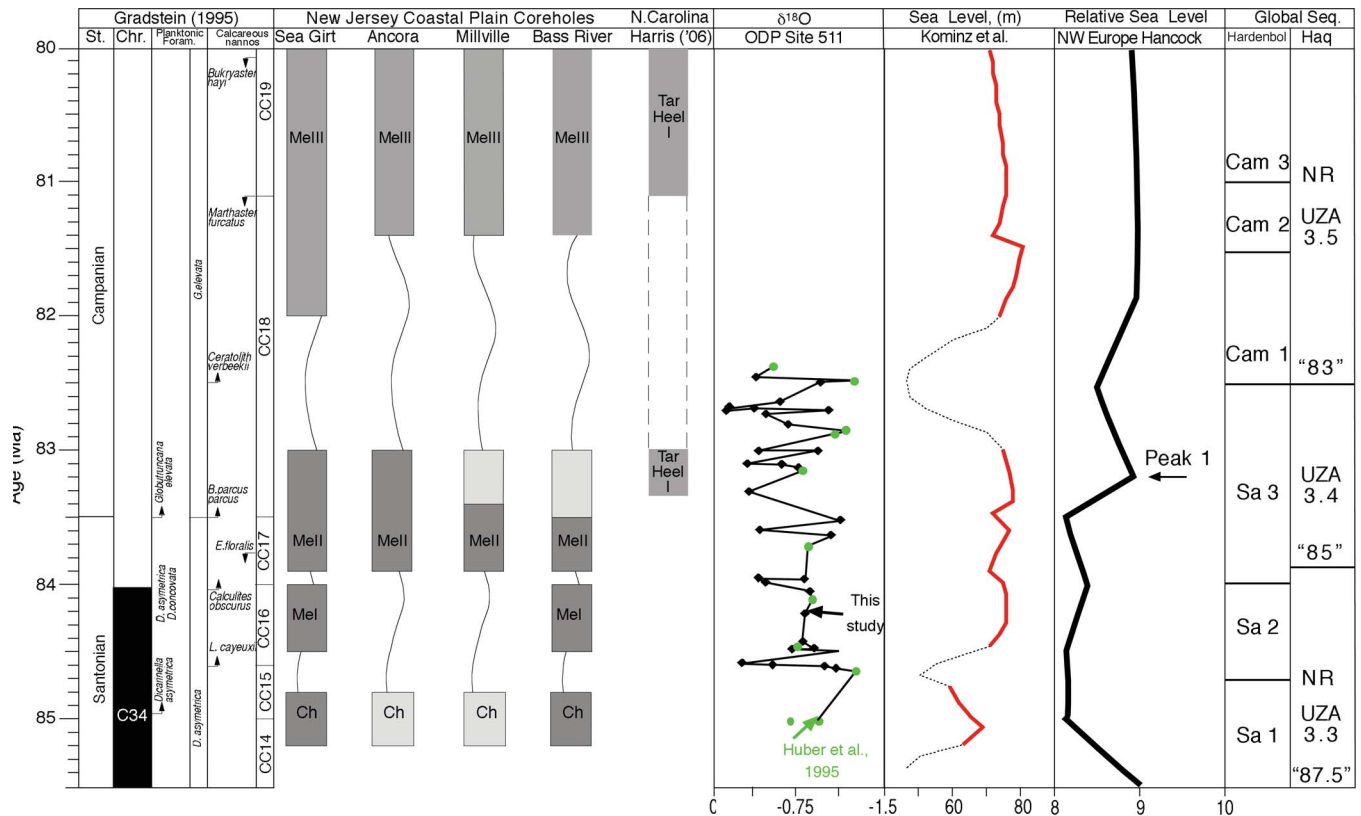 Gradstein (1995)
New Jersey Coastal Plain Coreholes
N.Carolina
δ18O
Sea Level, (m)
Relative Sea Level
Global Seq.
St.
Chr.
Planktonic
Foram.
Calcareous
nannos
Sea Girt
Ancora
Millville
Bass River
Harris ('06)
ODP Site 511
Kominz et al.
NW Europe Hancock
Hardenbol
Haq
Age (Ma)
80
81
82
83
84
85
Campanian
Santonian
C34
Globutruncana
elevata
D. asymetrica
D.concovata
Dicarinella
asymetrica
G.elevata
D. asymetrica
Bukryaster
hayi
Marthaster
furcatus
Ceratolith
verbeekii
B.parcus
parcus
E.floralis
Calculites
obscurus
L. cayeuxii
CC19
CC18
CC17
CC16
CC15
CC14
MeIII
MeII
MeI
Ch
MeIII
MeII
Ch
MeIII
MeII
Ch
MeIII
MeII
MeI
Ch
Tar
Heel
I
Tar
Heel
I
This
study
Huber et al.,
1995
Peak 1
Cam 3
Cam 2
Cam 1
Sa 3
Sa 2
Sa 1
NR
UZA
3.5
“83”
UZA
3.4
“85”
NR
UZA
3.3
“87.5”
0
-0.75
-1.5
60
80
8
9
10